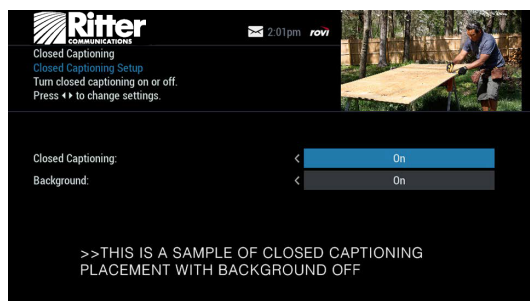 Ritter
COMMUNICATIONS
2:01pm rovi
Closed Captioning
Closed Captioning Setup
Turn closed captioning on or off.
Press ◂▸ to change settings.
Closed Captioning: < On
Background: < On
>>THIS IS A SAMPLE OF CLOSED CAPTIONING
PLACEMENT WITH BACKGROUND OFF